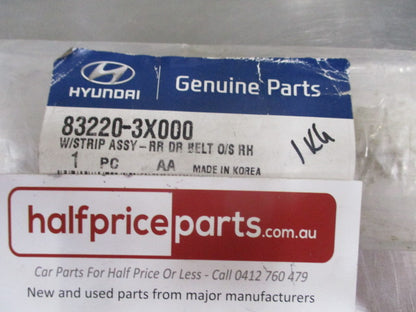 HYUNDAI
Genuine Parts
83220-3X000
W/STRIP ASSY-RR DR BELT O/S RH
1 PC AA MADE IN KOREA
1KG
halfpriceparts.com.au
Car Parts For Half Price Or Less - Call 0412 760 479
New and used parts from major manufacturers